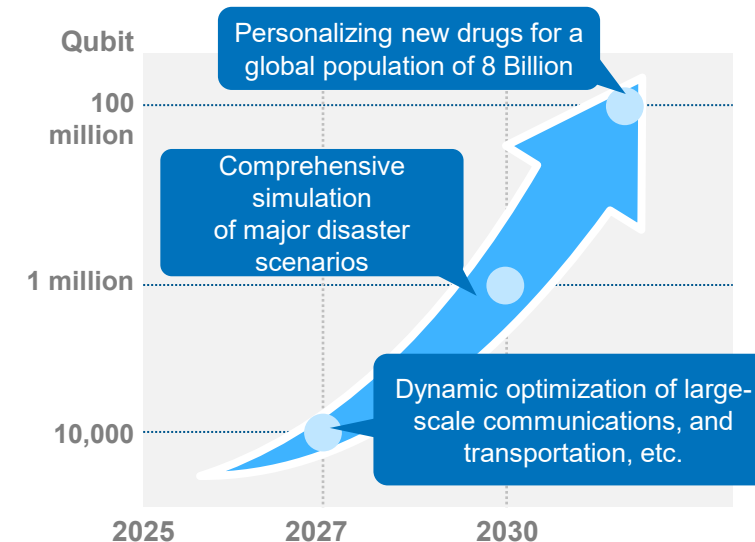 Qubit
Personalizing new drugs for a
global population of 8 Billion
100
million
Comprehensive
simulation
of major disaster
scenarios
1 million
Dynamic optimization of large-
scale communications, and
transportation, etc.
10,000
2025
2027
2030